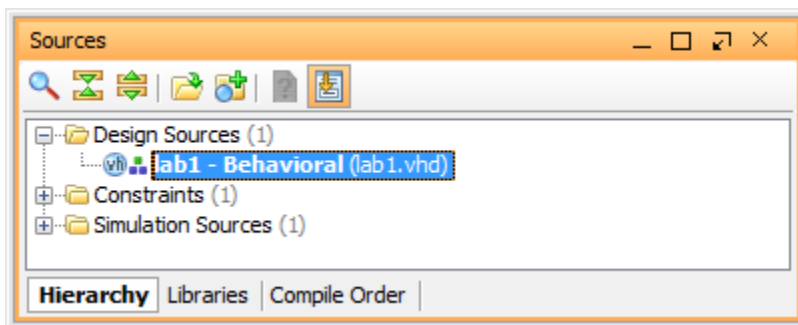 Sources
Design Sources (1)
vh lab1 - Behavioral (lab1.vhd)
Constraints (1)
Simulation Sources (1)
Hierarchy Libraries Compile Order